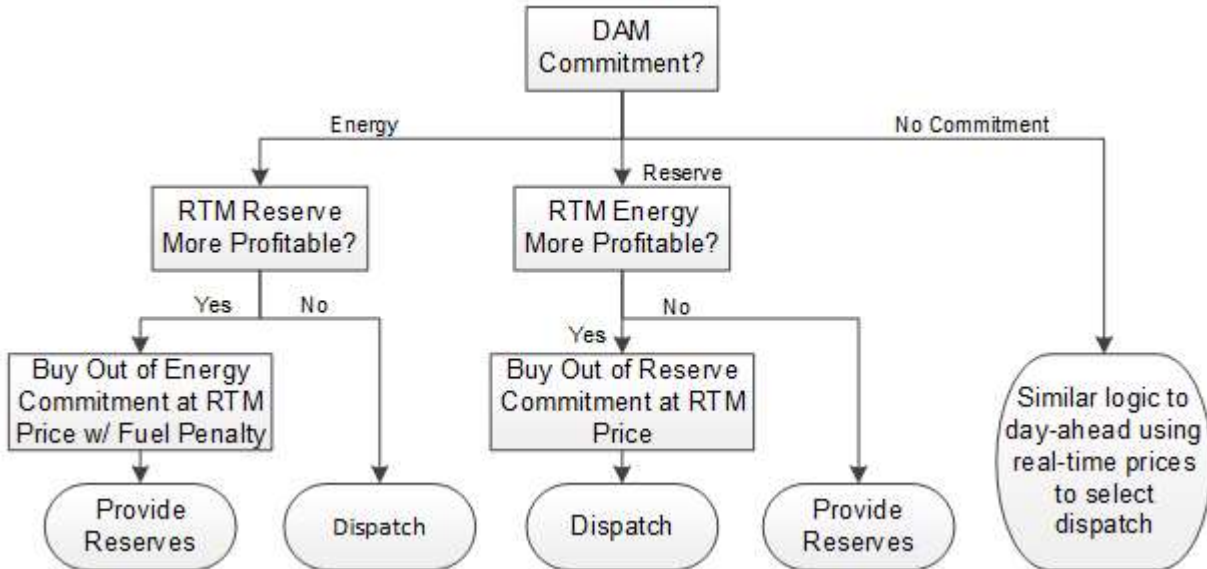 DAM
Commitment?
Energy
No Commitment
Reserve
RTM Reserve
More Profitable?
RTM Energy
More Profitable?
Yes
No
Yes
No
Buy Out of Energy
Commitment at RTM
Price w/ Fuel Penalty
Buy Out of Reserve
Commitment at RTM
Price
Similar logic to
day-ahead using
real-time prices
to select
dispatch
Provide
Reserves
Dispatch
Dispatch
Provide
Reserves